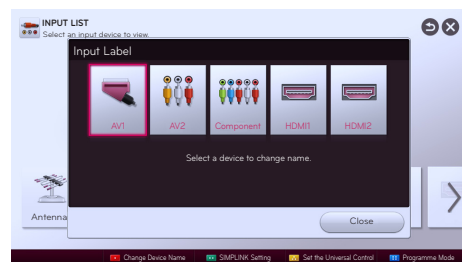 INPUT LIST
Select an input device to view.
Input Label
AV1
AV2
Component
HDMI1
HDMI2
Select a device to change name.
Antenna
Close
Change Device Name
SIMPLINK Setting
Set the Universal Control
Programme Mode